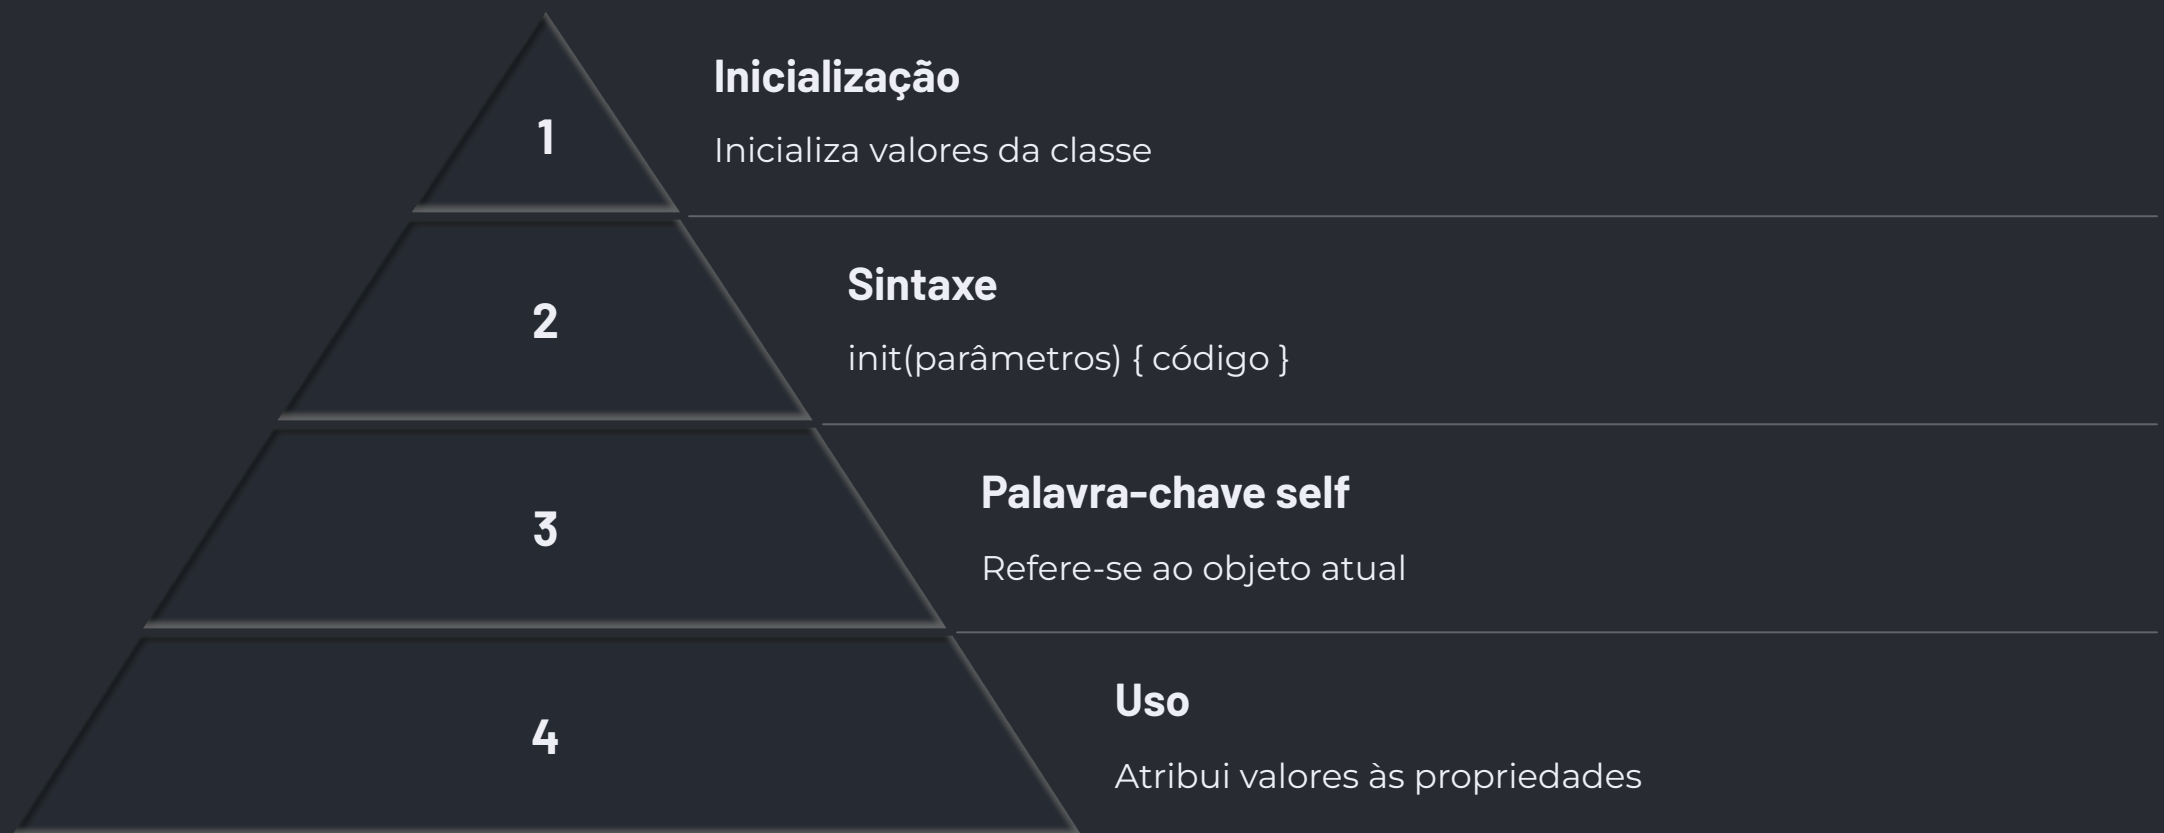 1
Inicialização
Inicializa valores da classe
2
Sintaxe
init(parâmetros) { código }
3
Palavra-chave self
Refere-se ao objeto atual
4
Uso
Atribui valores às propriedades